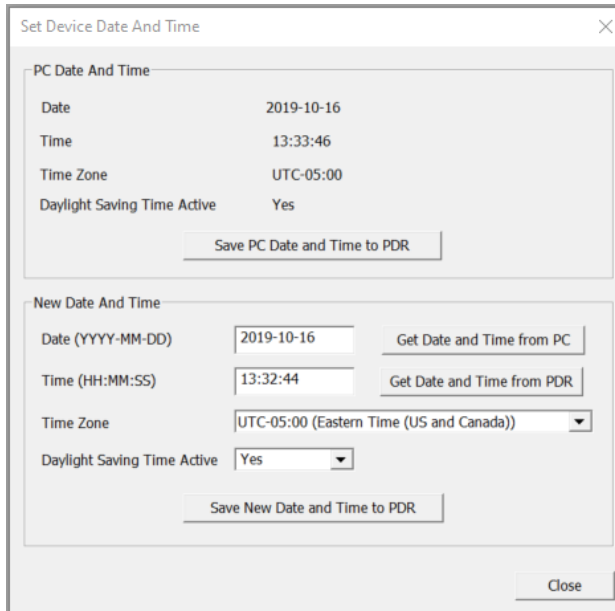 Set Device Date And Time
PC Date And Time
Date 2019-10-16
Time 13:33:46
Time Zone UTC-05:00
Daylight Saving Time Active Yes
Save PC Date and Time to PDR
New Date And Time
Date (YYYY-MM-DD) 2019-10-16 Get Date and Time from PC
Time (HH:MM:SS) 13:32:44 Get Date and Time from PDR
Time Zone UTC-05:00 (Eastern Time (US and Canada))
Daylight Saving Time Active Yes
Save New Date and Time to PDR
Close